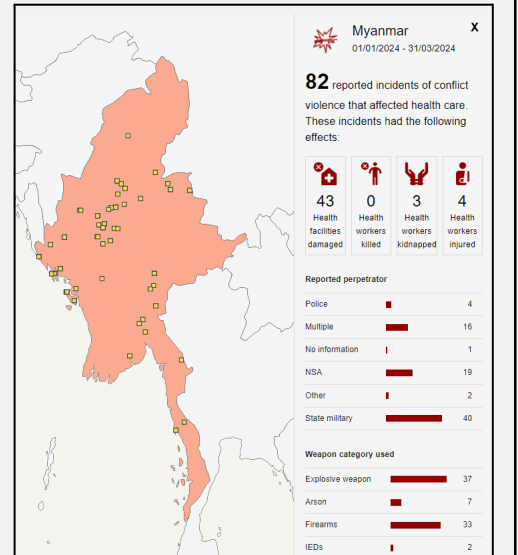 Myanmar
X
01/01/2024 - 31/03/2024
82 reported incidents of conflict
violence that affected health care.
These incidents had the following
effects:
43
Health
facilities
damaged
0
Health
workers
killed
3
Health
workers
kidnapped
4
Health
workers
injured
Reported perpetrator
Police 4
Multiple 16
No information 1
NSA 19
Other 2
State military 40
Weapon category used
Explosive weapon 37
Arson 7
Firearms 33
IEDs 2